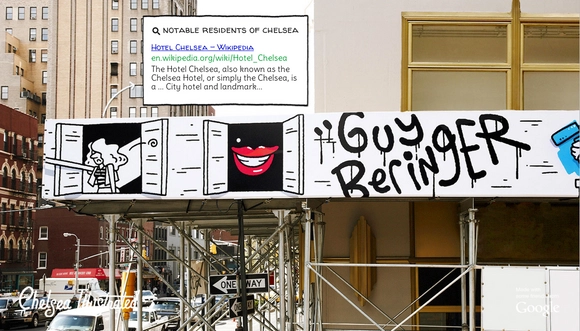 NOTABLE RESIDENTS OF CHELSEA
Hotel Chelsea – Wikipedia
en.wikipedia.org/wiki/Hotel_Chelsea
The Hotel Chelsea, also known as the
Chelsea Hotel, or simply the Chelsea, is
a ... City hotel and landmark...
GUY
BerinGER
ONE WAY
Chelsea Illustrated
Google